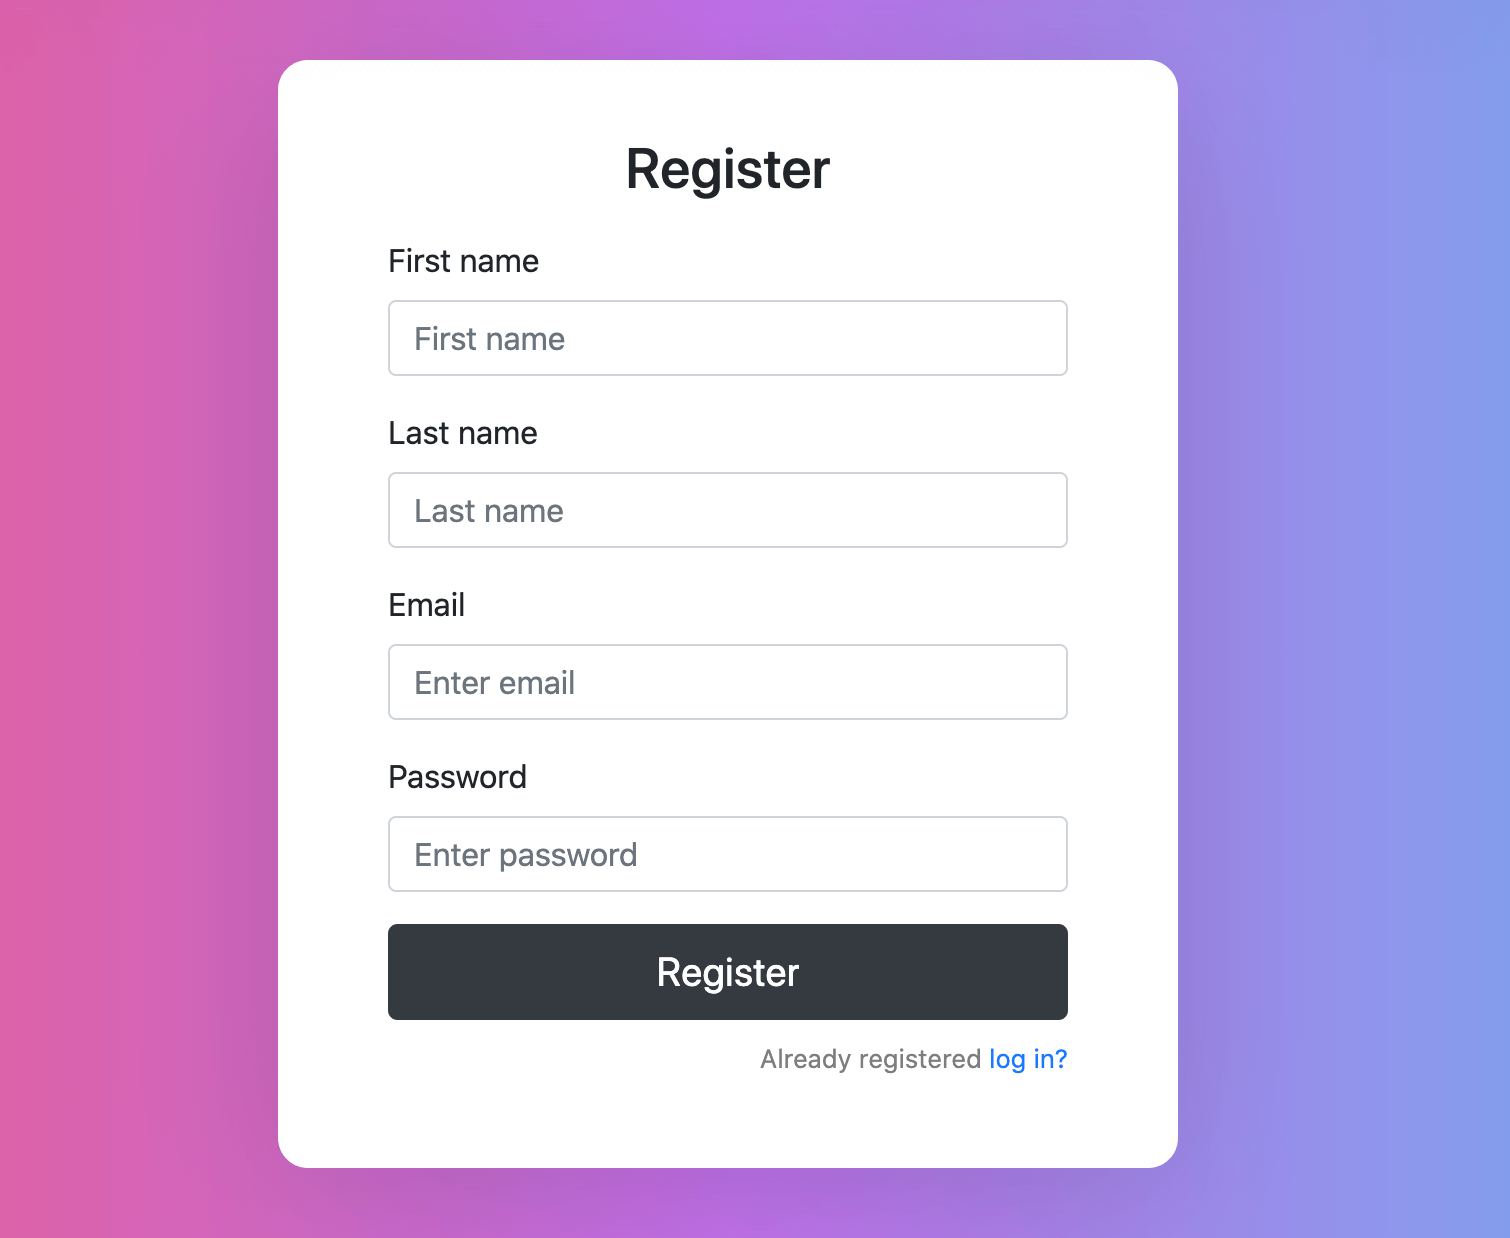 Register
First name
First name
Last name
Last name
Email
Enter email
Password
Enter password
Register
Already registered log in?